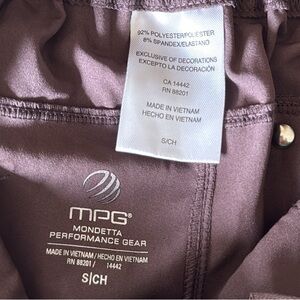 92% POLYESTER/POLIÉSTER
8% SPANDEX/ELASTANO
EXCLUSIVE OF DECORATIONS
EXCEPTO LA DECORACIÓN
CA 14442
RN 88201
MADE IN VIETNAM
HECHO EN VIETNAM
S/CH
MPG®
MONDETTA
PERFORMANCE GEAR
MADE IN VIETNAM / HECHO EN VIETNAM
RN 88201 / 14442
S|CH